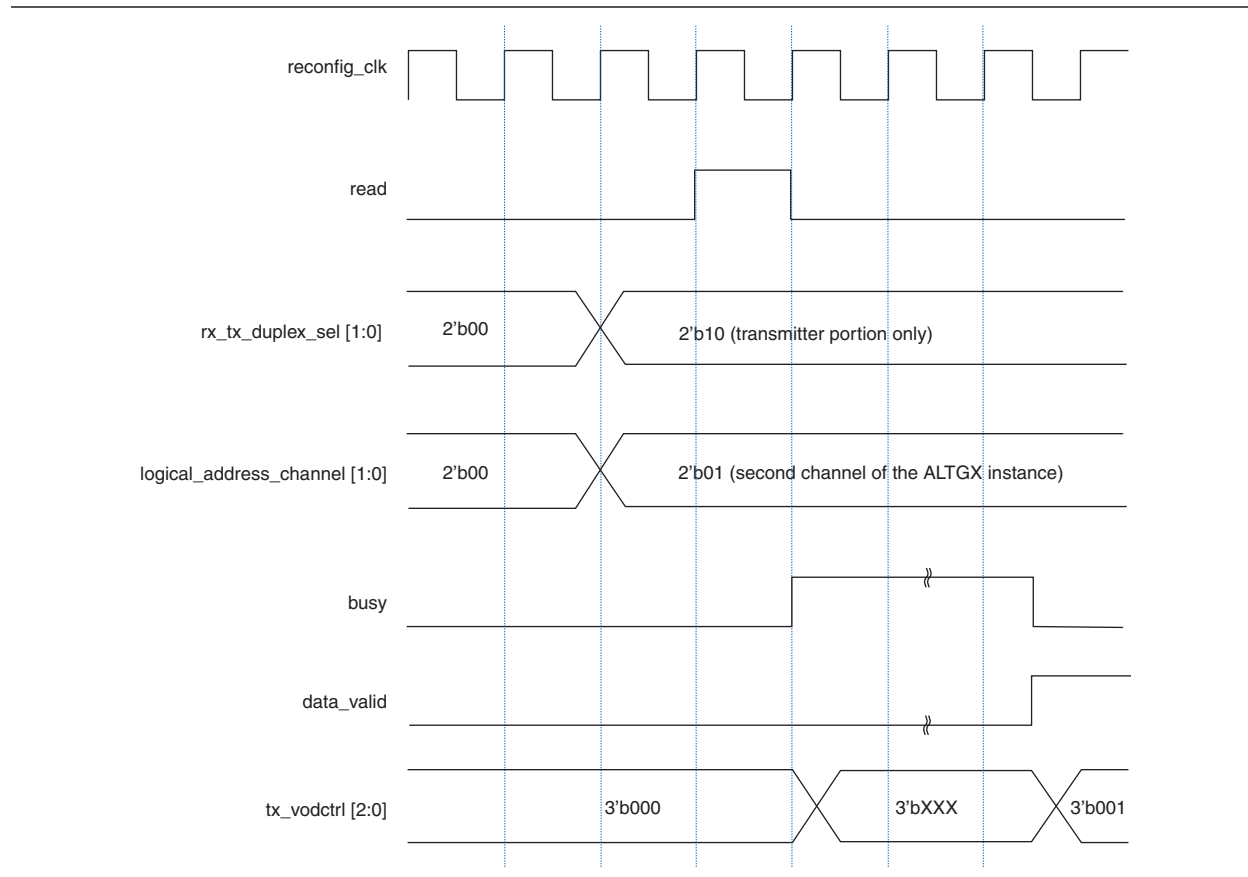 reconfig_clk
read
rx_tx_duplex_sel [1:0]
2'b00
2'b10 (transmitter portion only)
logical_address_channel [1:0]
2'b00
2'b01 (second channel of the ALTGX instance)
busy
data_valid
tx_vodctrl [2:0]
3'b000
3'bXXX
3'b001